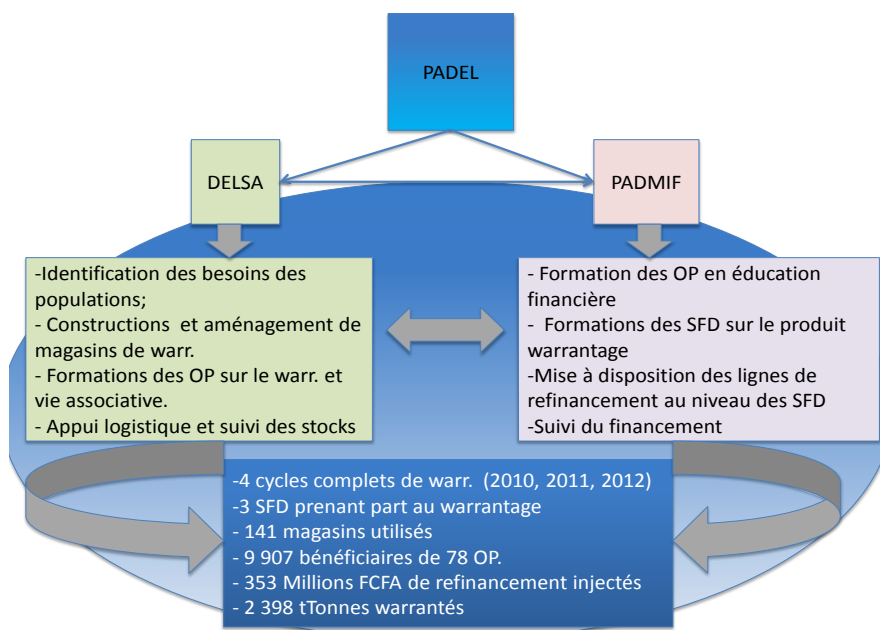 PADEL
DELSA
PADMIF
-Identification des besoins des
populations;
- Constructions  et aménagement de
magasins de warr.
- Formations des OP sur le warr. et
vie associative.
- Appui logistique et suivi des stocks
- Formation des OP en éducation
financière
-  Formations des SFD sur le produit
warrantage
-Mise à disposition des lignes de
refinancement au niveau des SFD
-Suivi du financement
-4 cycles complets de warr.  (2010, 2011, 2012)
-3 SFD prenant part au warrantage
- 141 magasins utilisés
- 9 907 bénéficiaires de 78 OP.
- 353 Millions FCFA de refinancement injectés
- 2 398 tTonnes warrantés